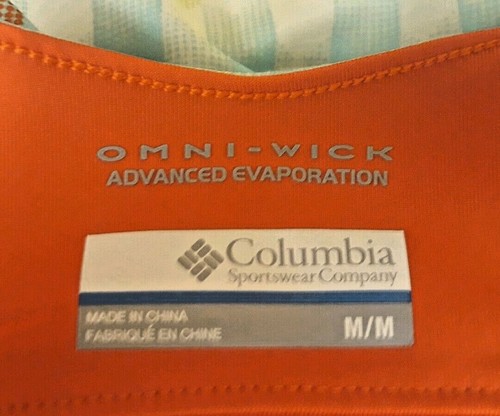 OMNI-WICK
ADVANCED EVAPORATION
Columbia
Sportswear Company
MADE IN CHINA
FABRIQUÉ EN CHINE
M/M